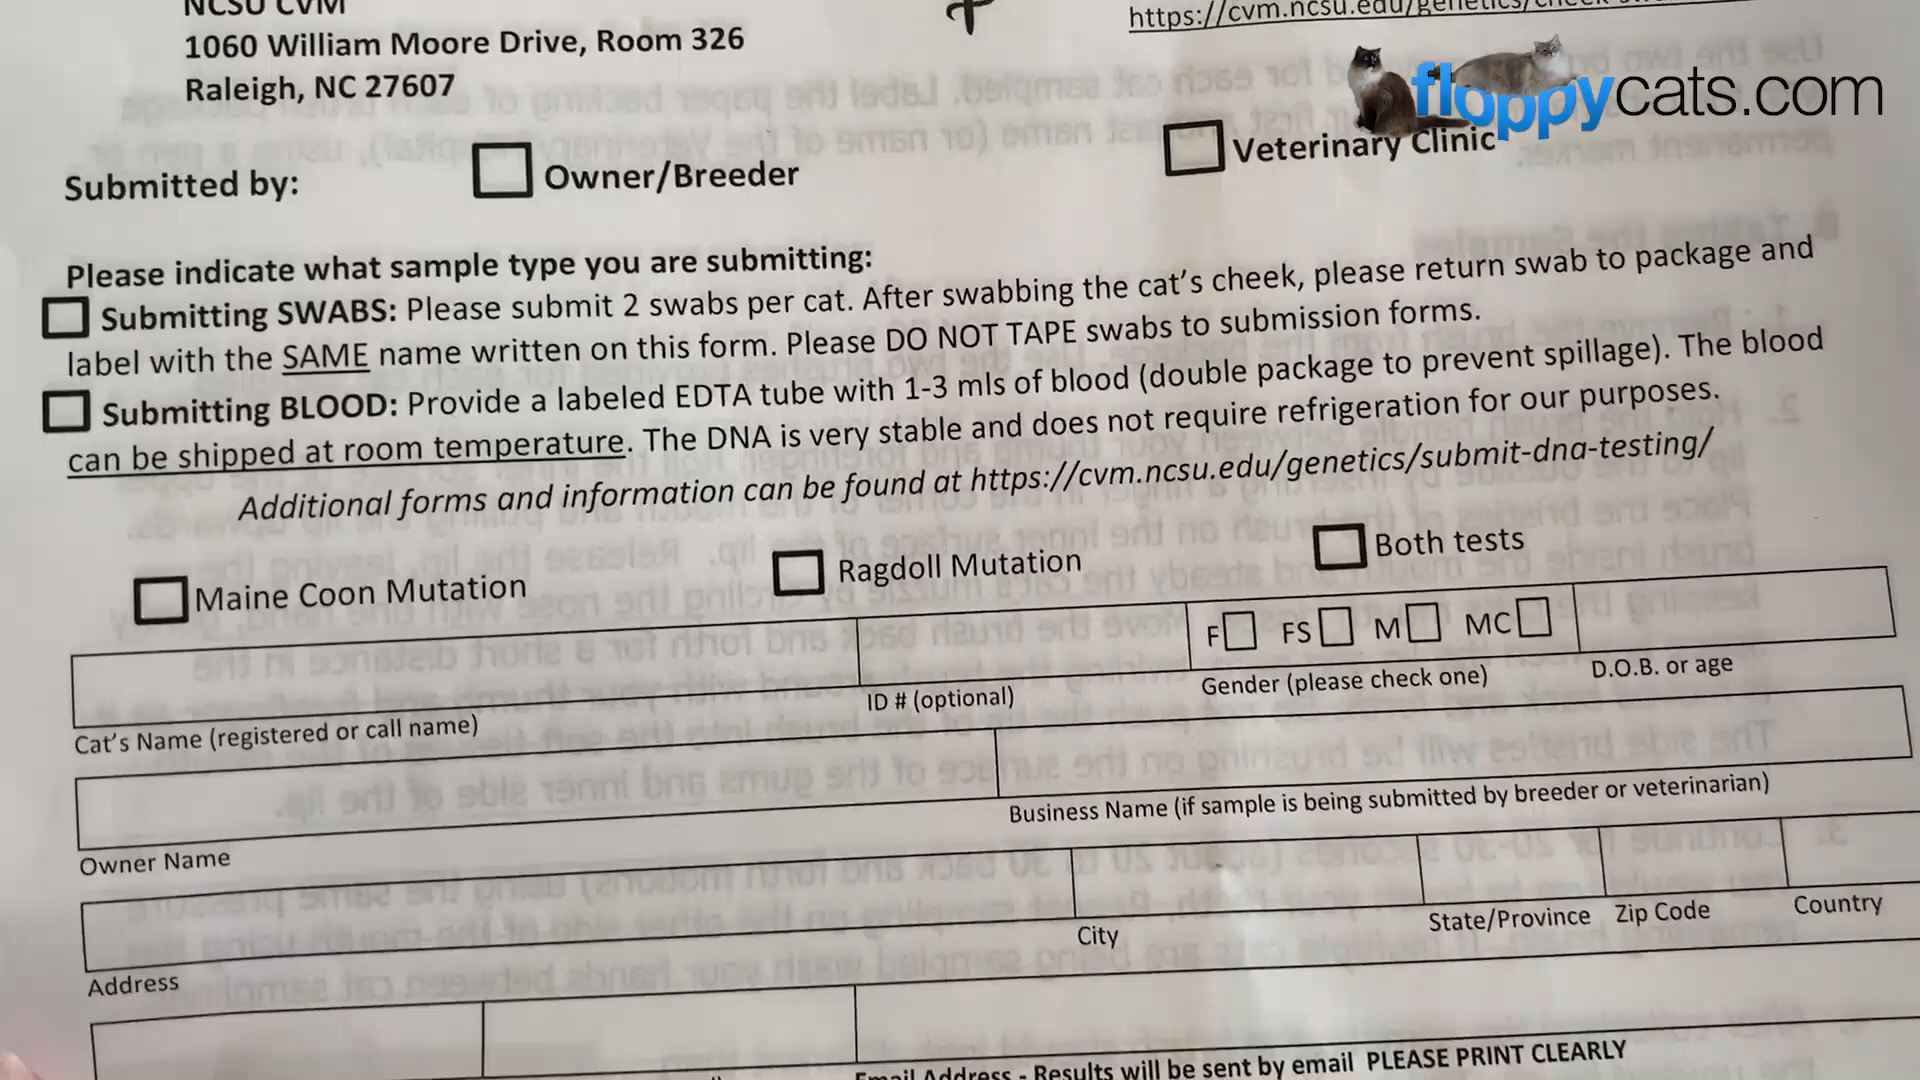 NCSU CVM
https://cvm.ncsu.edu/genetics/
1060 William Moore Drive, Room 326
Raleigh, NC 27607
floppycats.com
Submitted by: Owner/Breeder Veterinary Clinic
Please indicate what sample type you are submitting:
Submitting SWABS: Please submit 2 swabs per cat. After swabbing the cat's cheek, please return swab to package and
label with the SAME name written on this form. Please DO NOT TAPE swabs to submission forms.
Submitting BLOOD: Provide a labeled EDTA tube with 1-3 mls of blood (double package to prevent spillage). The blood
can be shipped at room temperature. The DNA is very stable and does not require refrigeration for our purposes.
Additional forms and information can be found at https://cvm.ncsu.edu/genetics/submit-dna-testing/
Maine Coon Mutation Ragdoll Mutation Both tests
F FS M MC
Cat's Name (registered or call name) ID # (optional) Gender (please check one) D.O.B. or age
Owner Name Business Name (if sample is being submitted by breeder or veterinarian)
Address City State/Province Zip Code Country
Email Address - Results will be sent by email PLEASE PRINT CLEARLY